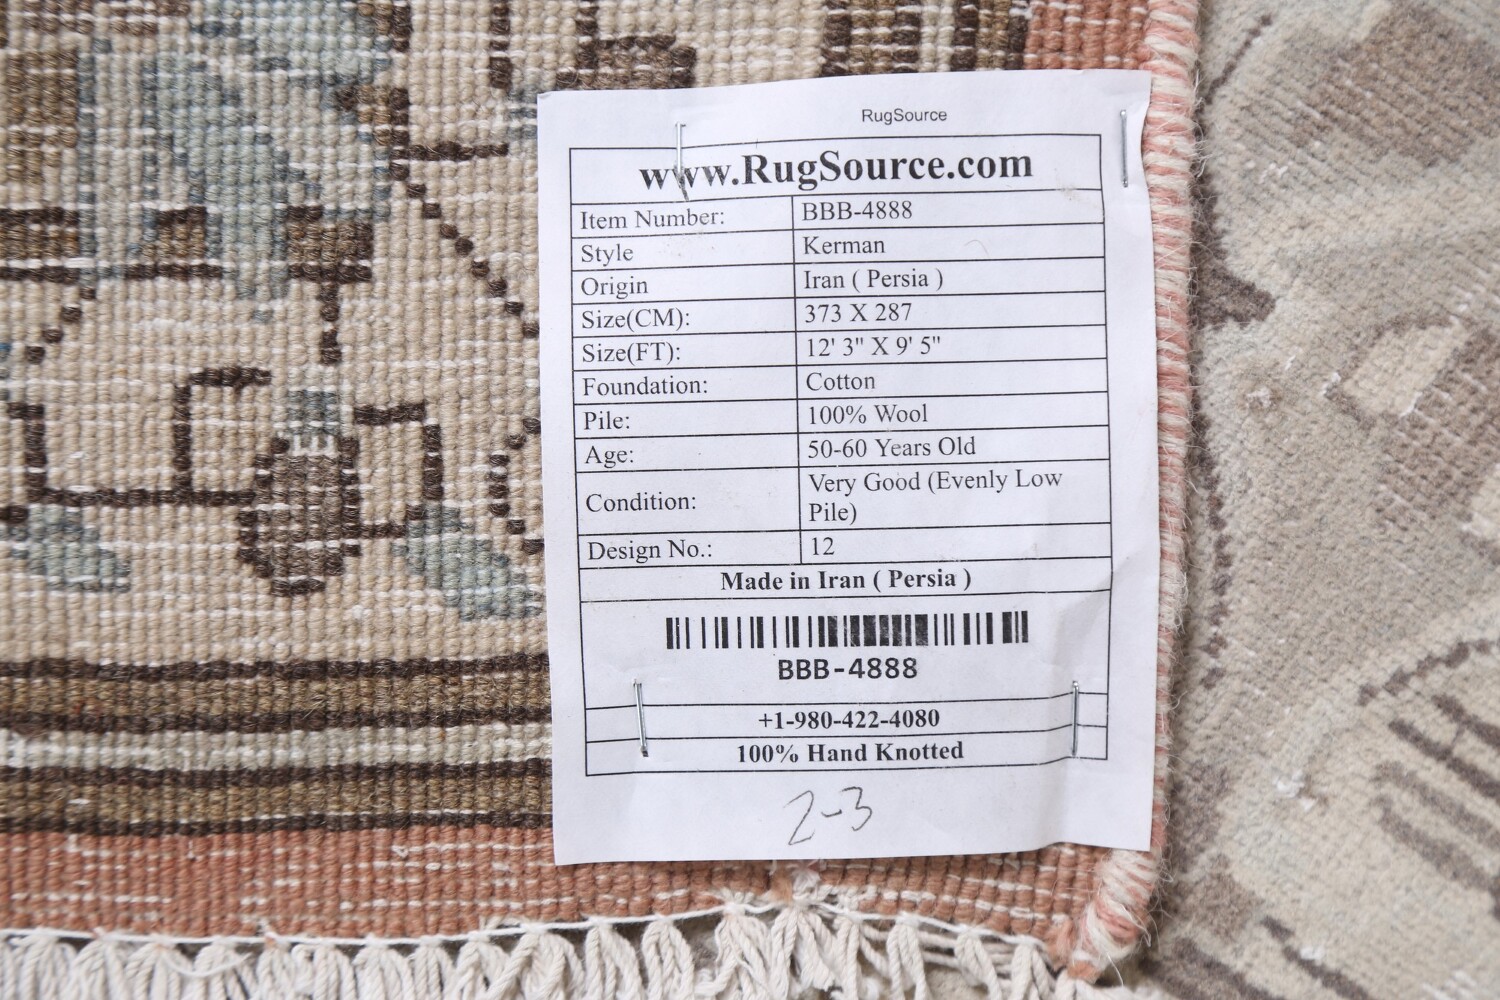 RugSource
www.RugSource.com
Item Number: BBB-4888
Style Kerman
Origin Iran ( Persia )
Size(CM): 373 X 287
Size(FT): 12' 3" X 9' 5"
Foundation: Cotton
Pile: 100% Wool
Age: 50-60 Years Old
Condition: Very Good (Evenly Low
Pile)
Design No.: 12
Made in Iran ( Persia )
BBB-4888
+1-980-422-4080
100% Hand Knotted
2-3